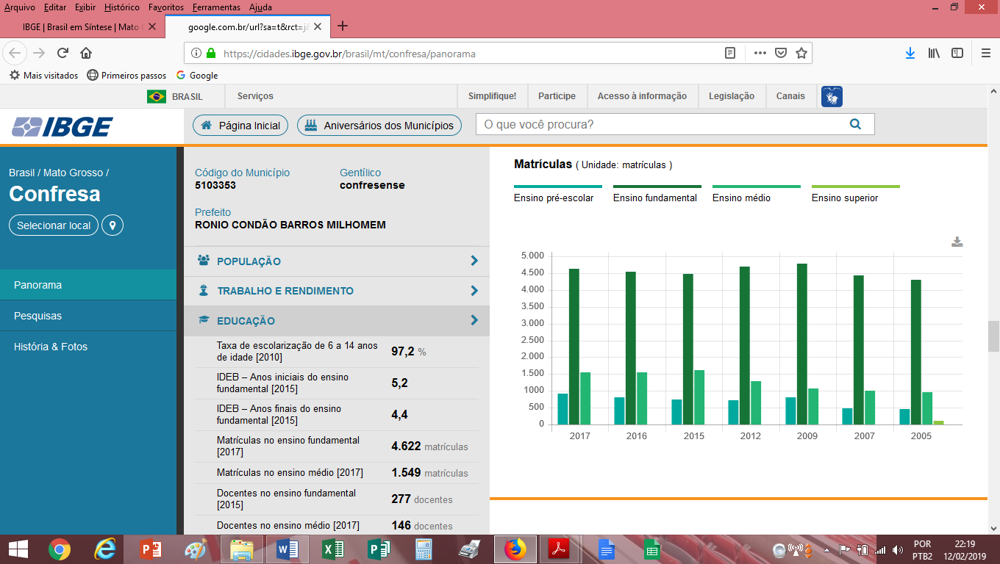 Arquivo Editar Exibir Histórico Favoritos Ferramentas Ajuda
IBGE | Brasil em Síntese | Mato
google.com.br/url?sa=t&rct=j&
https://cidades.ibge.gov.br/brasil/mt/confresa/panorama
Mais visitados Primeiros passos Google
BRASIL Serviços Simplifique! Participe Acesso à informação Legislação Canais
IBGE Página Inicial Aniversários dos Municípios O que você procura?
Brasil / Mato Grosso /
Confresa
Selecionar local
Panorama
Pesquisas
História & Fotos
Código do Município Gentílico
5103353 confresense
Prefeito
RONIO CONDÃO BARROS MILHOMEM
POPULAÇÃO
TRABALHO E RENDIMENTO
EDUCAÇÃO
Taxa de escolarização de 6 a 14 anos
de idade [2010] 97,2 %
IDEB – Anos iniciais do ensino
fundamental [2015] 5,2
IDEB – Anos finais do ensino
fundamental [2015] 4,4
Matrículas no ensino fundamental
[2017] 4.622 matrículas
Matrículas no ensino médio [2017] 1.549 matrículas
Docentes no ensino fundamental
[2015] 277 docentes
Docentes no ensino médio [2017] 146 docentes
Matrículas ( Unidade: matrículas )
Ensino pré-escolar Ensino fundamental Ensino médio Ensino superior
5.000
4.500
4.000
3.500
3.000
2.500
2.000
1.500
1000
500
0
2017 2016 2015 2012 2009 2007 2005
POR 22:19
PTB2 12/02/2019